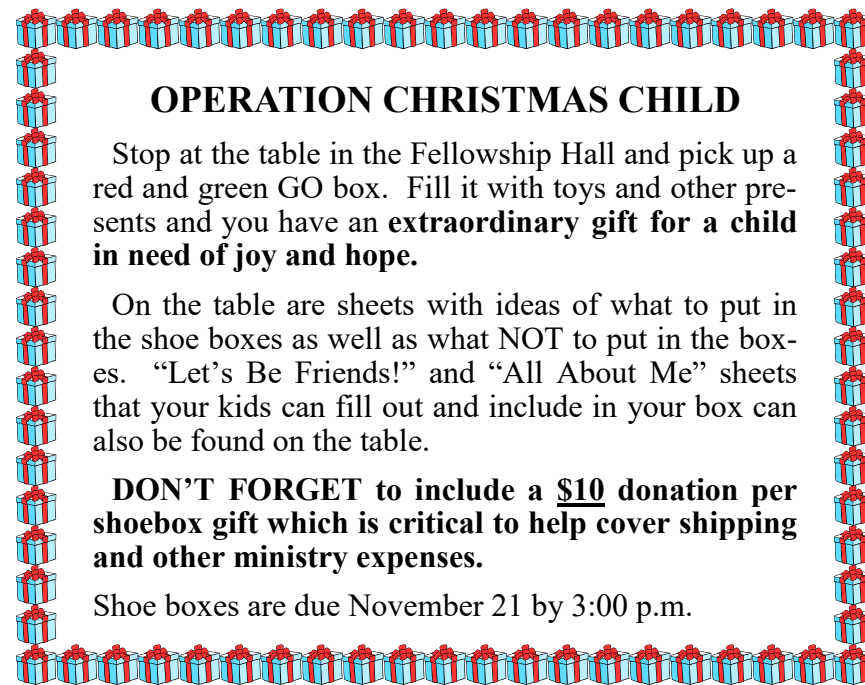 OPERATION CHRISTMAS CHILD
Stop at the table in the Fellowship Hall and pick up a
red and green GO box.  Fill it with toys and other pre-
sents and you have an extraordinary gift for a child
in need of joy and hope.
On the table are sheets with ideas of what to put in
the shoe boxes as well as what NOT to put in the box-
es.  “Let’s Be Friends!” and “All About Me” sheets
that your kids can fill out and include in your box can
also be found on the table.
DON’T FORGET to include a $10 donation per
shoebox gift which is critical to help cover shipping
and other ministry expenses.
Shoe boxes are due November 21 by 3:00 p.m.